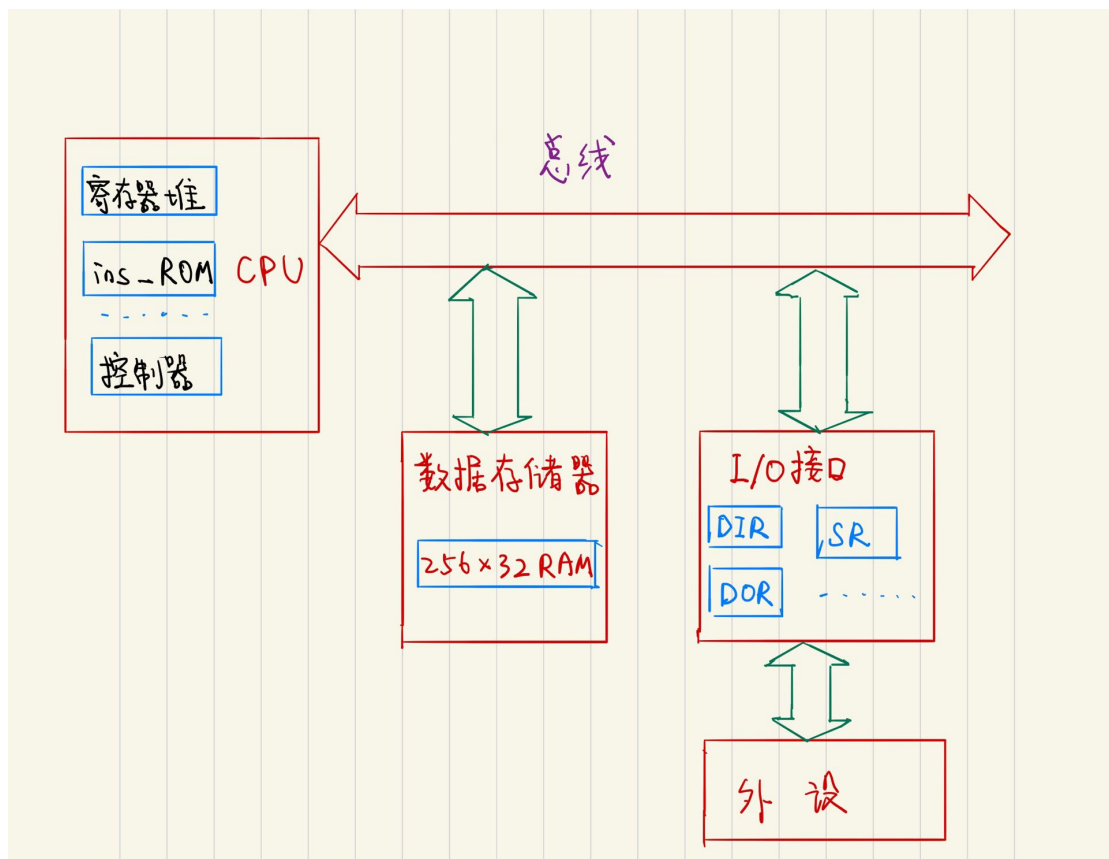 总线
寄存器堆
ins_ROM
CPU
控制器
数据存储器
256×32 RAM
I/O接口
DIR
SR
DOR
外设